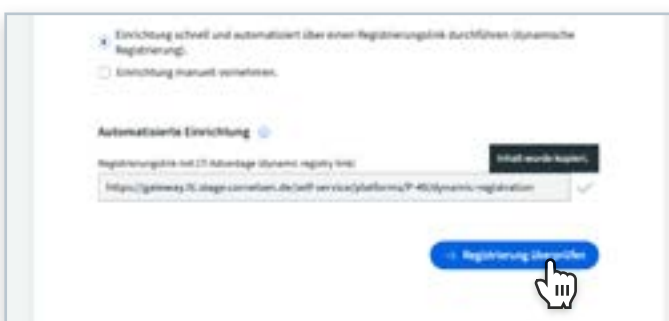 Einrichtung schnell und automatisiert über einen Registrierungslink durchführen (dynamische
Registrierung).
Einrichtung manuell vornehmen.
Automatisierte Einrichtung
Registrierungslink mit LTI Advantage (dynamic registry link)
Inhalt wurde kopiert.
https://gateway.lti.stage.cornelsen.de/self-service/platforms/P-49/dynamic-registration
→ Registrierung überprüfen